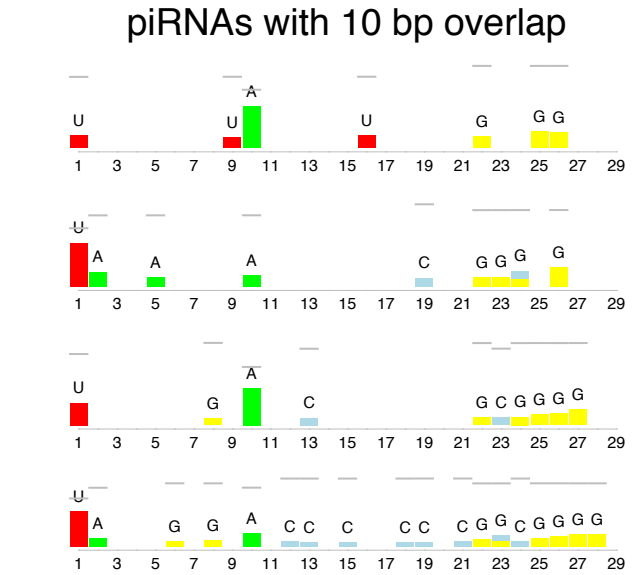 piRNAs with 10 bp overlap
A
U U U G G G
1 3 5 7 9 11 13 15 17 19 21 23 25 27 29
U
A A A C G G G G
1 3 5 7 9 11 13 15 17 19 21 23 25 27 29
A
U G C G C G G G G
1 3 5 7 9 11 13 15 17 19 21 23 25 27 29
U
A G G A C C C C C C G G C G G G G
1 3 5 7 9 11 13 15 17 19 21 23 25 27 29